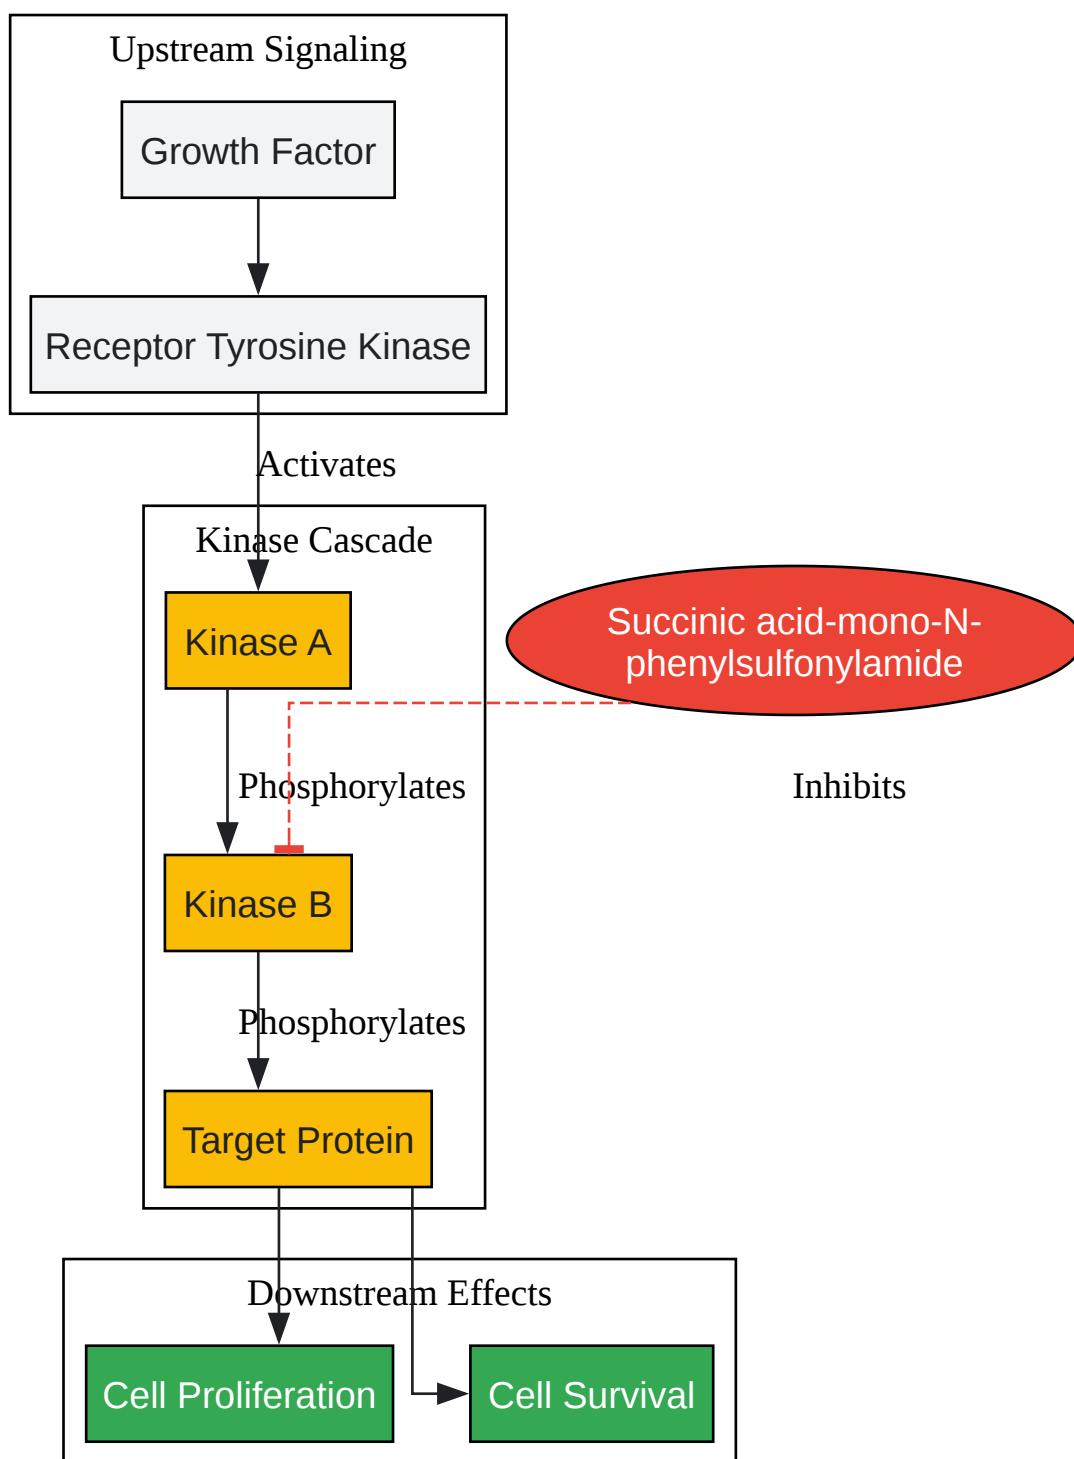 Upstream Signaling
Growth Factor
Receptor Tyrosine Kinase
Activates
Kinase Cascade
Kinase A
Succinic acid-mono-N-
phenylsulfonylamide
Phosphorylates
Inhibits
Kinase B
Phosphorylates
Target Protein
Downstream Effects
Cell Proliferation
Cell Survival